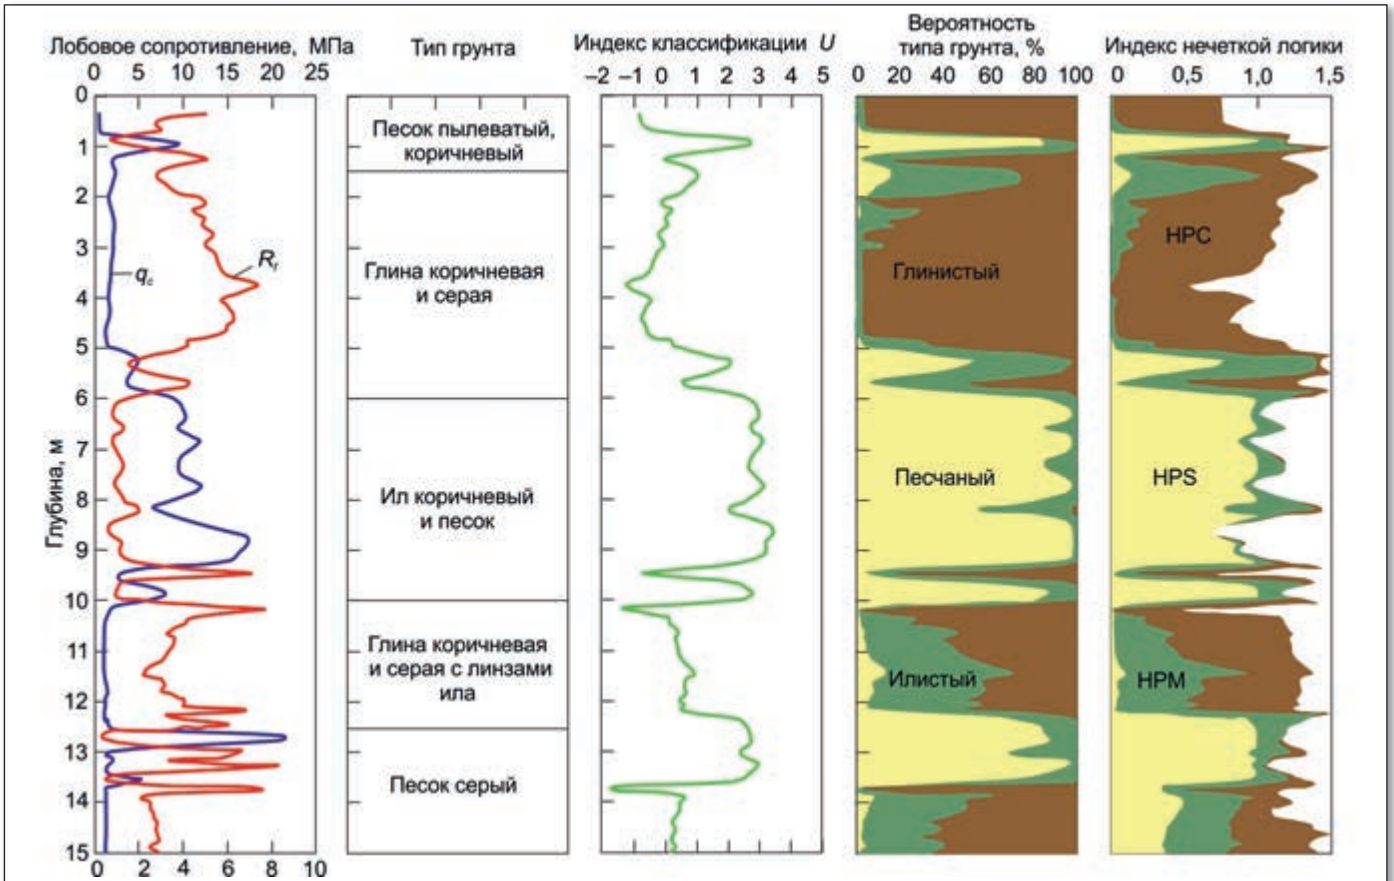 Лобовое сопротивление, МПа
0 5 10 15 20 25
Тип грунта
Индекс классификации U
–2 –1 0 1 2 3 4 5
Вероятность
типа грунта, %
0 20 40 60 80 100
Индекс нечеткой логики
0 0,5 1,0 1,5
Глубина, м
0
1
2
3
4
5
6
7
8
9
10
11
12
13
14
15
qc
Rf
0 2 4 6 8 10
Песок пылеватый,
коричневый
Глина коричневая
и серая
Ил коричневый
и песок
Глина коричневая
и серая с линзами
ила
Песок серый
Глинистый
Песчаный
Илистый
HPC
HPS
HPM